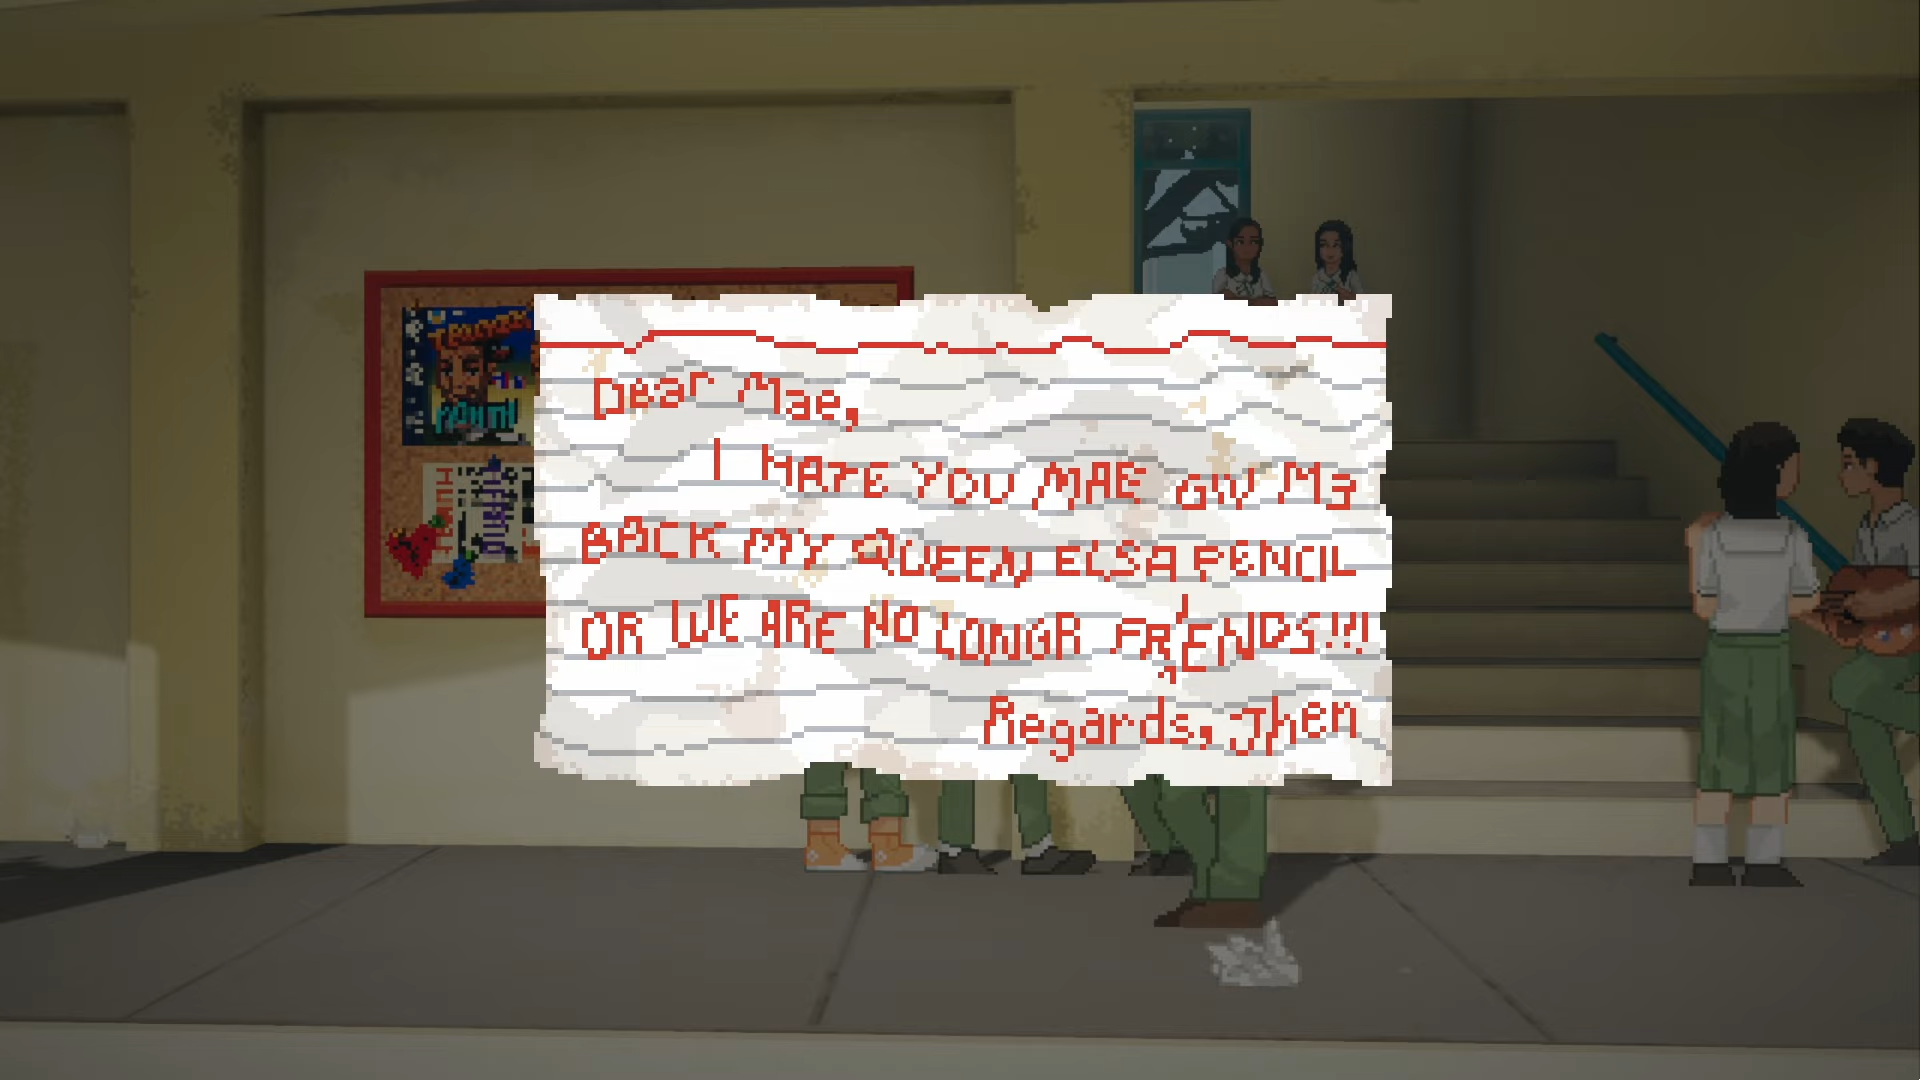 Dear Mae,
I HATE YOU MAE GIV ME
BACK MY QUEEN ELSA PENCIL
OR WE ARE NO LONGR FRIENDS!!!
Regards, Jhen